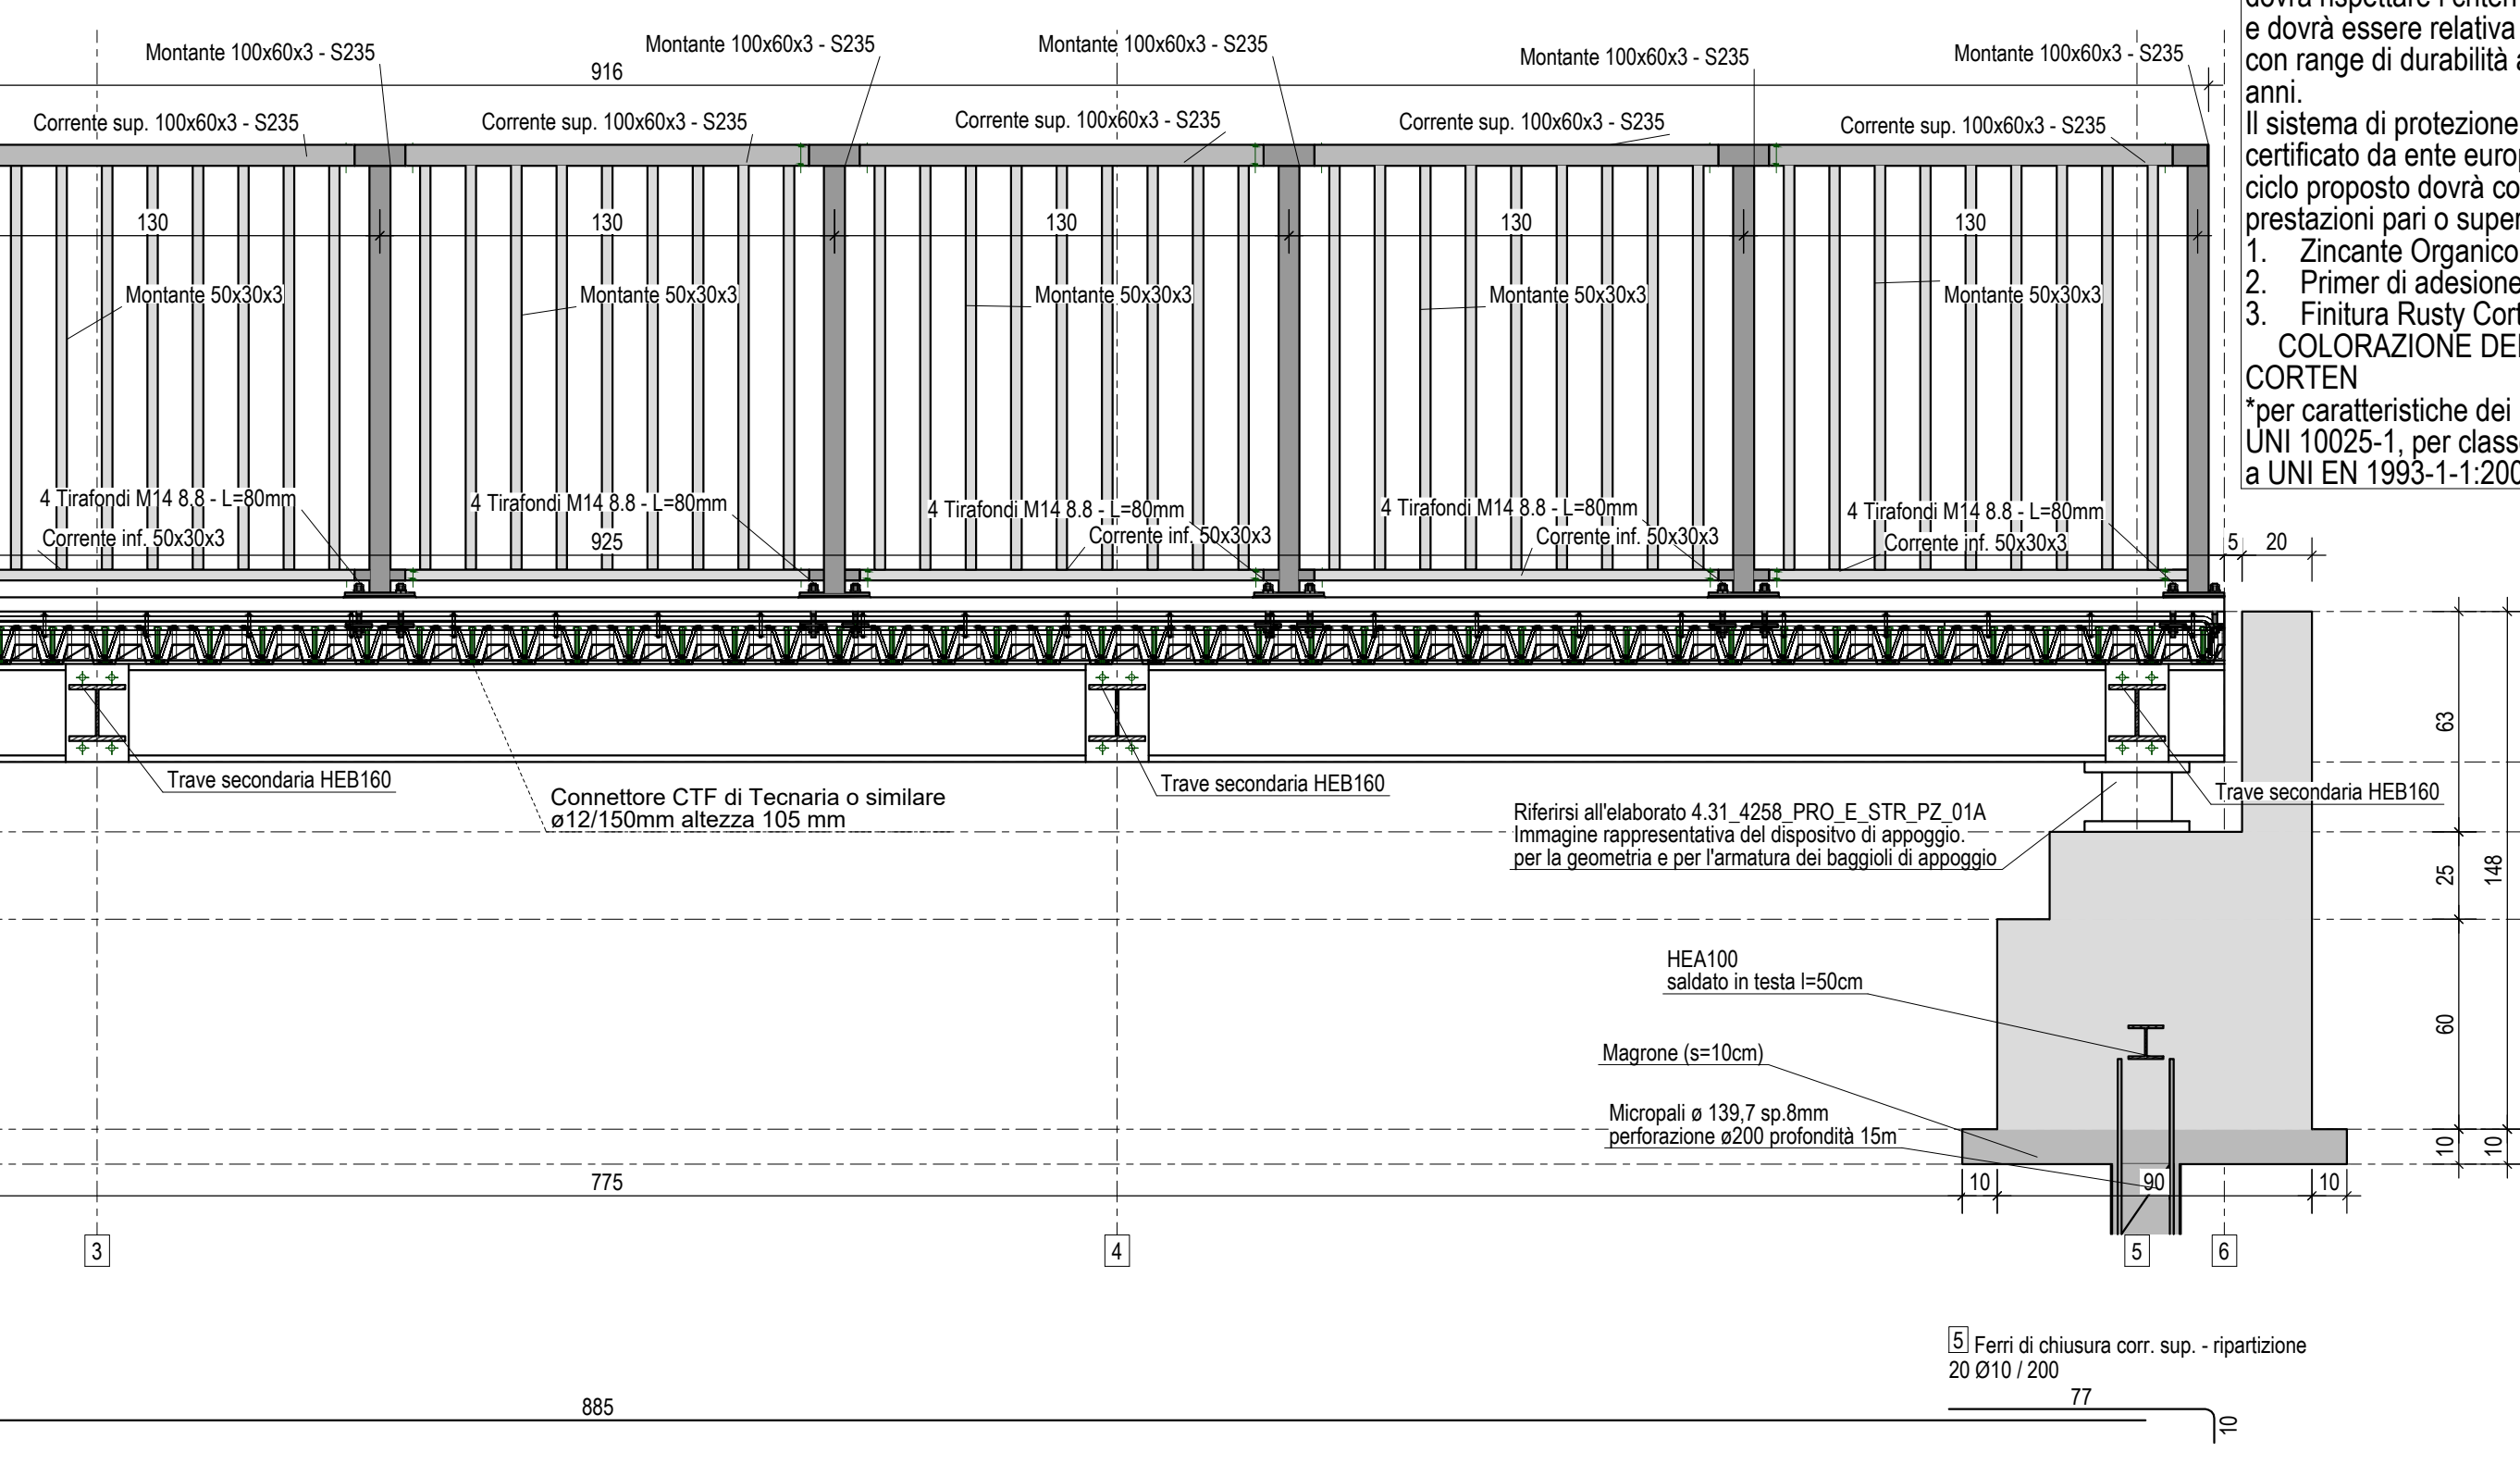 Montante 100x60x3 - S235
Montante 100x60x3 - S235
Montante 100x60x3 - S235
Montante 100x60x3 - S235
Montante 100x60x3 - S235
916
Corrente sup. 100x60x3 - S235
Corrente sup. 100x60x3 - S235
Corrente sup. 100x60x3 - S235
Corrente sup. 100x60x3 - S235
Corrente sup. 100x60x3 - S235
130
130
130
130
130
Montante 50x30x3
Montante 50x30x3
Montante 50x30x3
Montante 50x30x3
Montante 50x30x3
4 Tirafondi M14 8.8 - L=80mm
4 Tirafondi M14 8.8 - L=80mm
4 Tirafondi M14 8.8 - L=80mm
4 Tirafondi M14 8.8 - L=80mm
4 Tirafondi M14 8.8 - L=80mm
Corrente inf. 50x30x3
925
Corrente inf. 50x30x3
Corrente inf. 50x30x3
Corrente inf. 50x30x3
5
20
e dovrà essere relativa
con range di durabilità a
anni.
Il sistema di protezione
certificato da ente europ
ciclo proposto dovrà co
prestazioni pari o super
1. Zincante Organico
2. Primer di adesione
3. Finitura Rusty Cort
COLORAZIONE DEL
CORTEN
*per caratteristiche dei
UNI 10025-1, per class
a UNI EN 1993-1-1:200
Trave secondaria HEB160
Trave secondaria HEB160
Trave secondaria HEB160
Connettore CTF di Tecnaria o similare
ø12/150mm altezza 105 mm
Riferirsi all'elaborato 4.31_4258_PRO_E_STR_PZ_01A
Immagine rappresentativa del dispositvo di appoggio.
per la geometria e per l'armatura dei baggioli di appoggio
63
25
148
60
10
10
HEA100
saldato in testa l=50cm
Magrone (s=10cm)
Micropali ø 139,7 sp.8mm
perforazione ø200 profondità 15m
775
10
90
10
3
4
5
6
5 Ferri di chiusura corr. sup. - ripartizione
20 Ø10 / 200
77
10
885